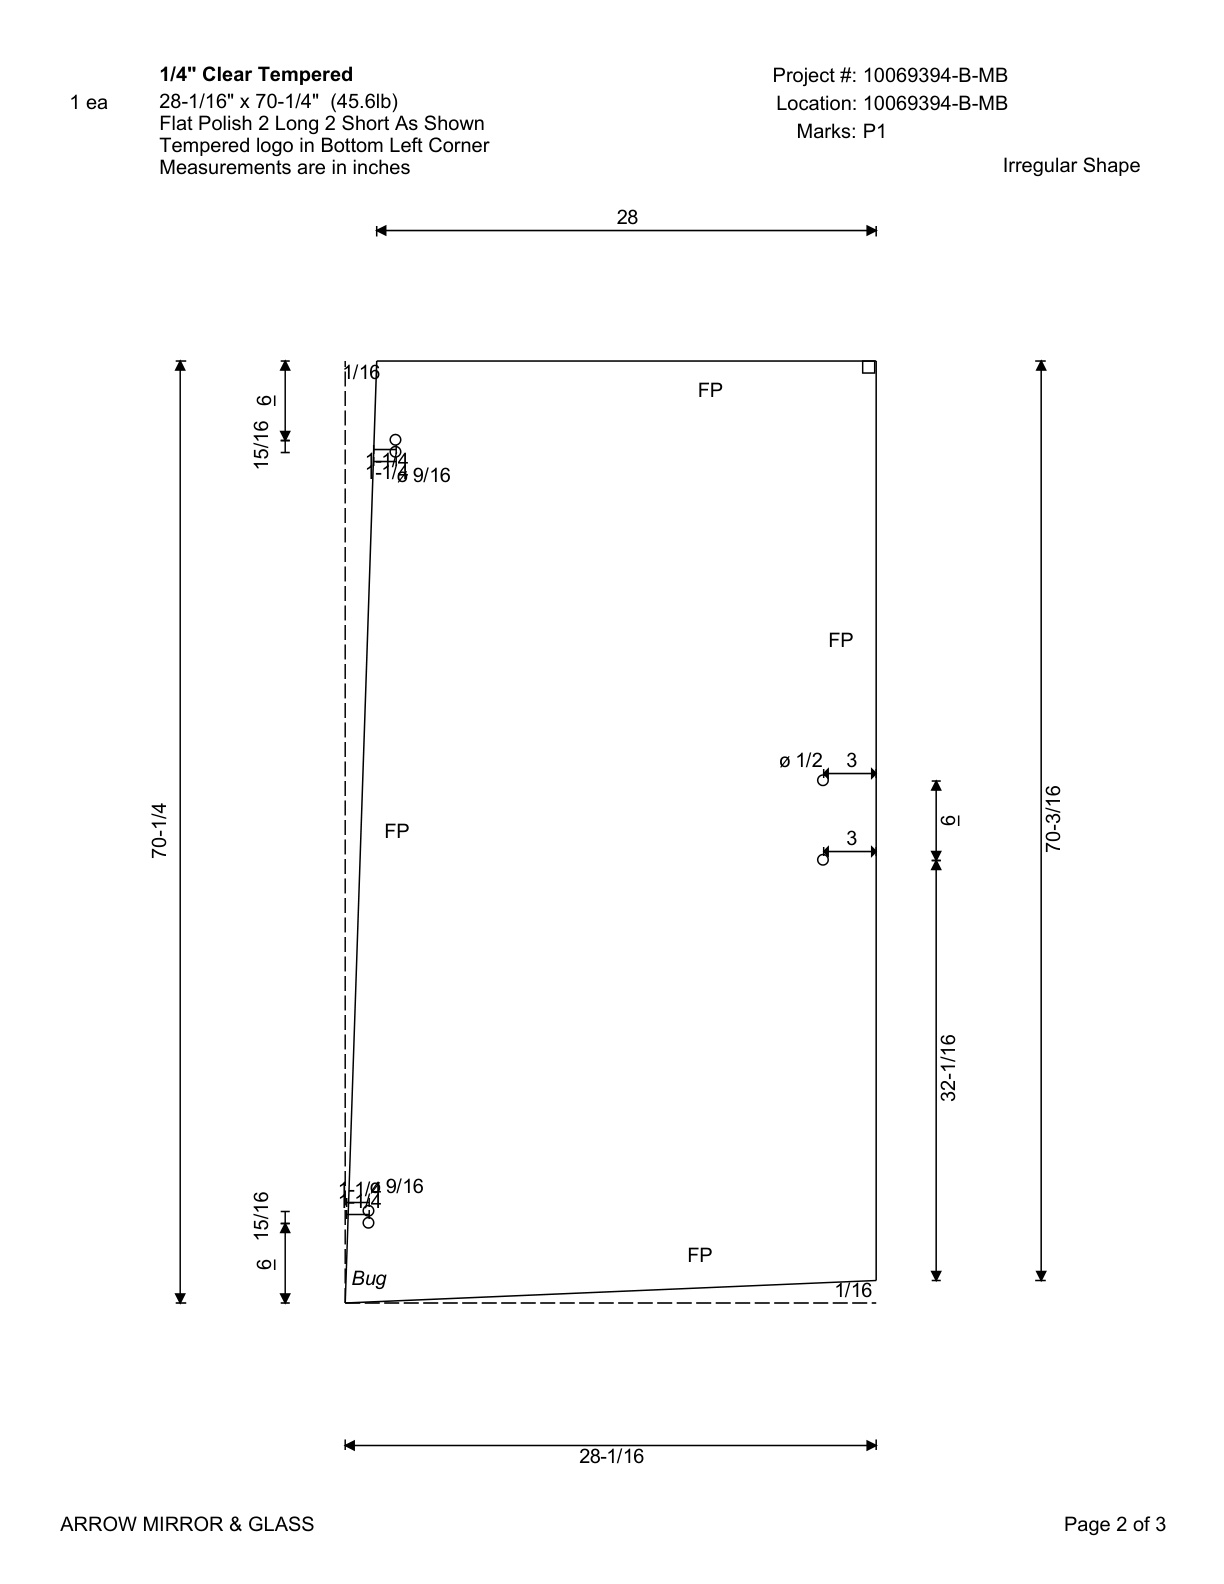 1/4" Clear Tempered
1 ea
28-1/16" x 70-1/4" (45.6lb)
Flat Polish 2 Long 2 Short As Shown
Tempered logo in Bottom Left Corner
Measurements are in inches
Project #: 10069394-B-MB
Location: 10069394-B-MB
Marks: P1
Irregular Shape
28
1/16
6
15/16
FP
1-1/4
1-1/4
ø 9/16
FP
ø 1/2
3
6
3
70-1/4
FP
70-3/16
32-1/16
ø 9/16
1-1/4
1-1/4
15/16
6
FP
Bug
1/16
28-1/16
ARROW MIRROR & GLASS
Page 2 of 3